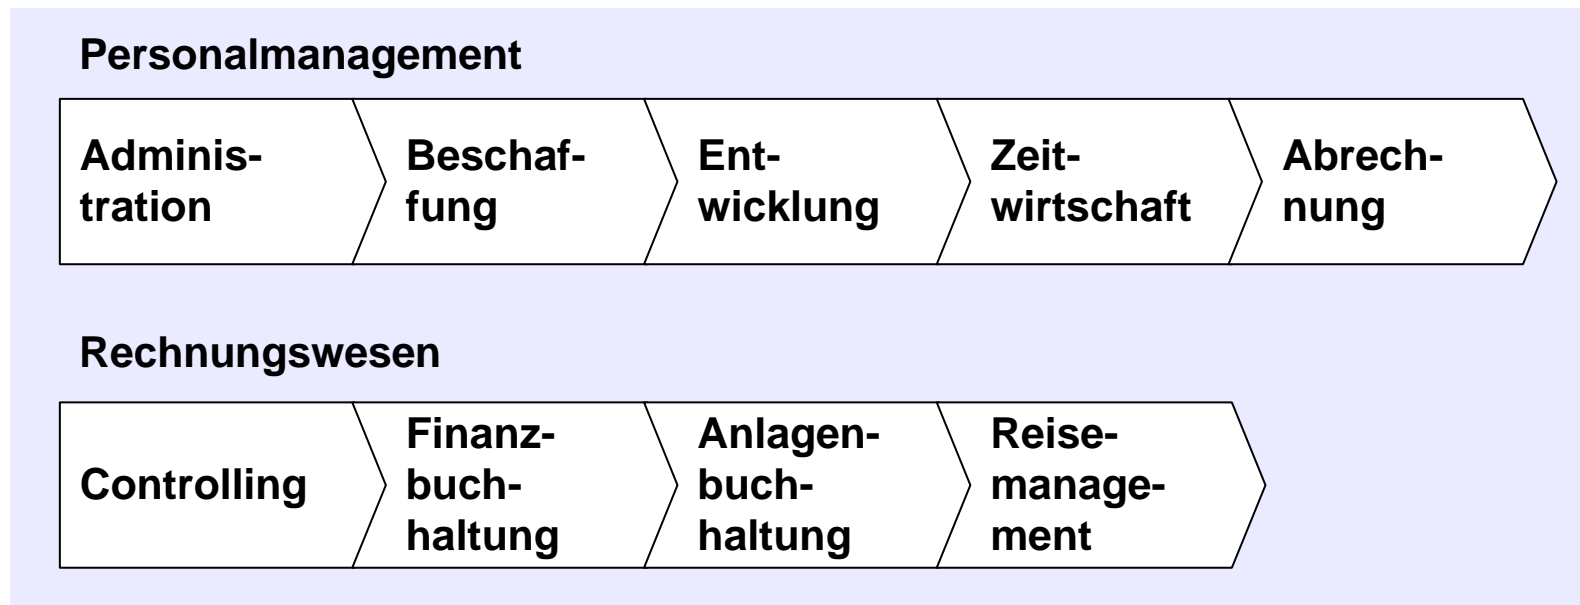 Personalmanagement
Adminis-
tration
Beschaf-
fung
Ent-
wicklung
Zeit-
wirtschaft
Abrech-
nung
Rechnungswesen
Controlling
Finanz-
buch-
haltung
Anlagen-
buch-
haltung
Reise-
manage-
ment